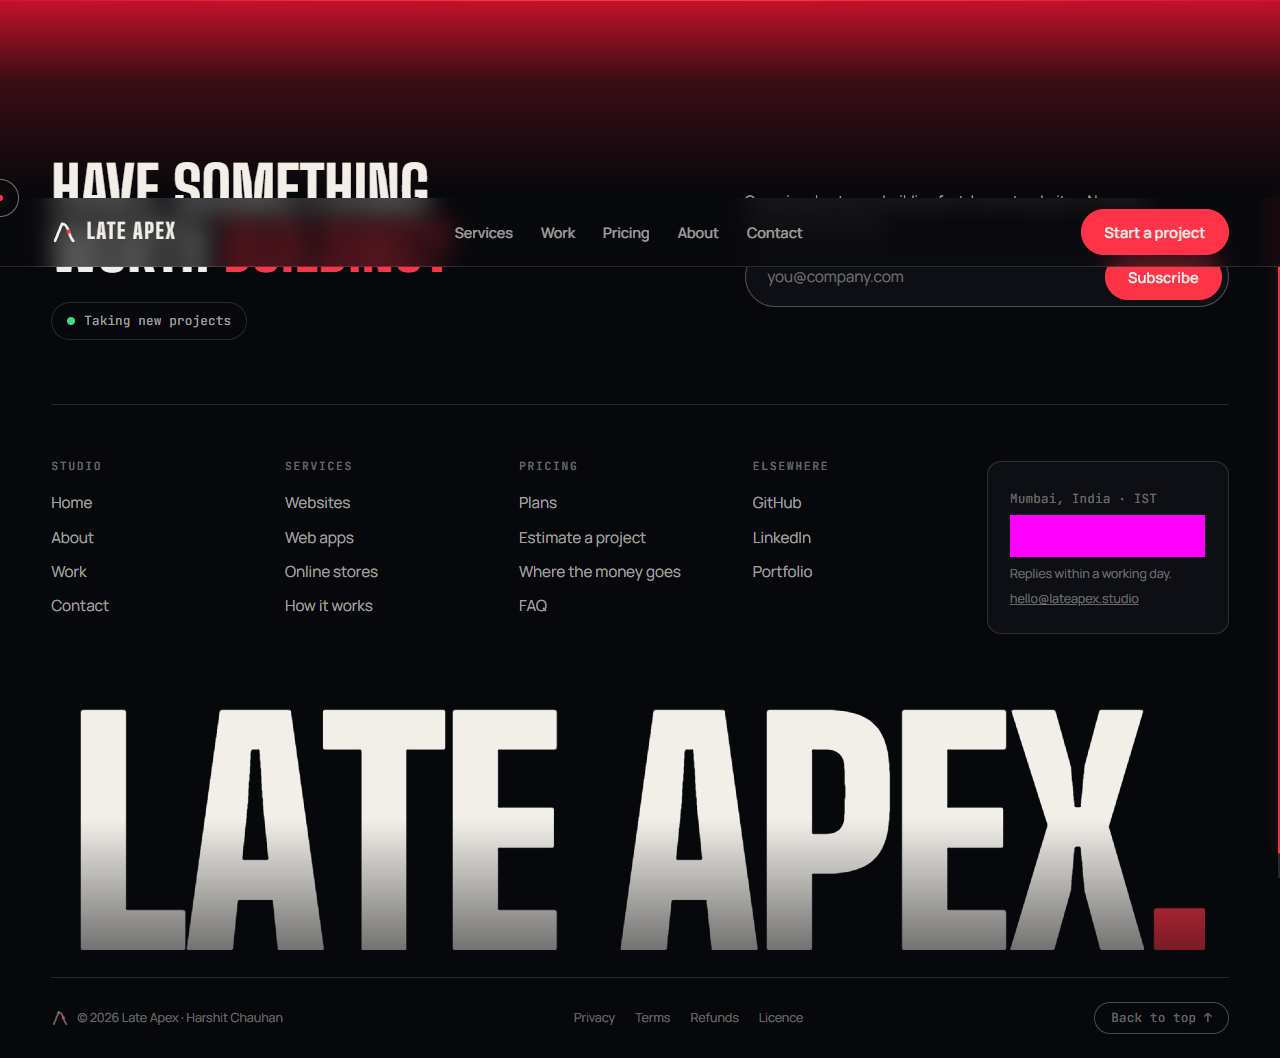 HAVE SOMETHING
LATE APEX
Services
Work
Pricing
About
Contact
Start a project
you@company.com
Subscribe
Taking new projects
STUDIO
Home
About
Work
Contact
SERVICES
Websites
Web apps
Online stores
How it works
PRICING
Plans
Estimate a project
Where the money goes
FAQ
ELSEWHERE
GitHub
LinkedIn
Portfolio
Mumbai, India · IST
Replies within a working day.
hello@lateapex.studio
LATE APEX.
© 2026 Late Apex · Harshit Chauhan
Privacy
Terms
Refunds
Licence
Back to top ↑